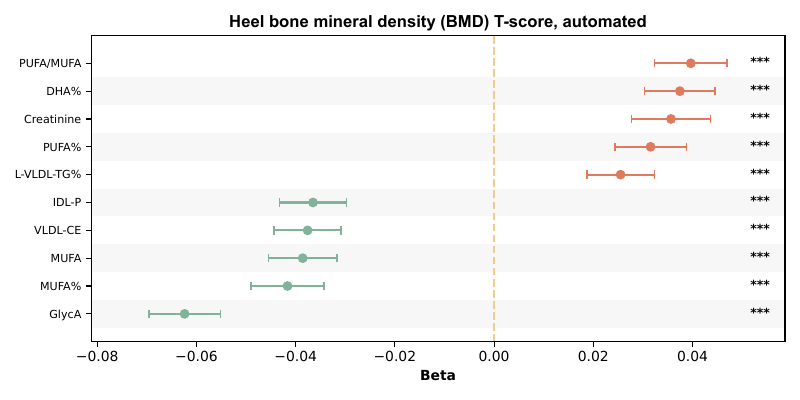 Heel bone mineral density (BMD) T-score, automated
PUFA/MUFA ***
DHA% ***
Creatinine ***
PUFA% ***
L-VLDL-TG% ***
IDL-P ***
VLDL-CE ***
MUFA ***
MUFA% ***
GlycA ***
−0.08 −0.06 −0.04 −0.02 0.00 0.02 0.04
Beta